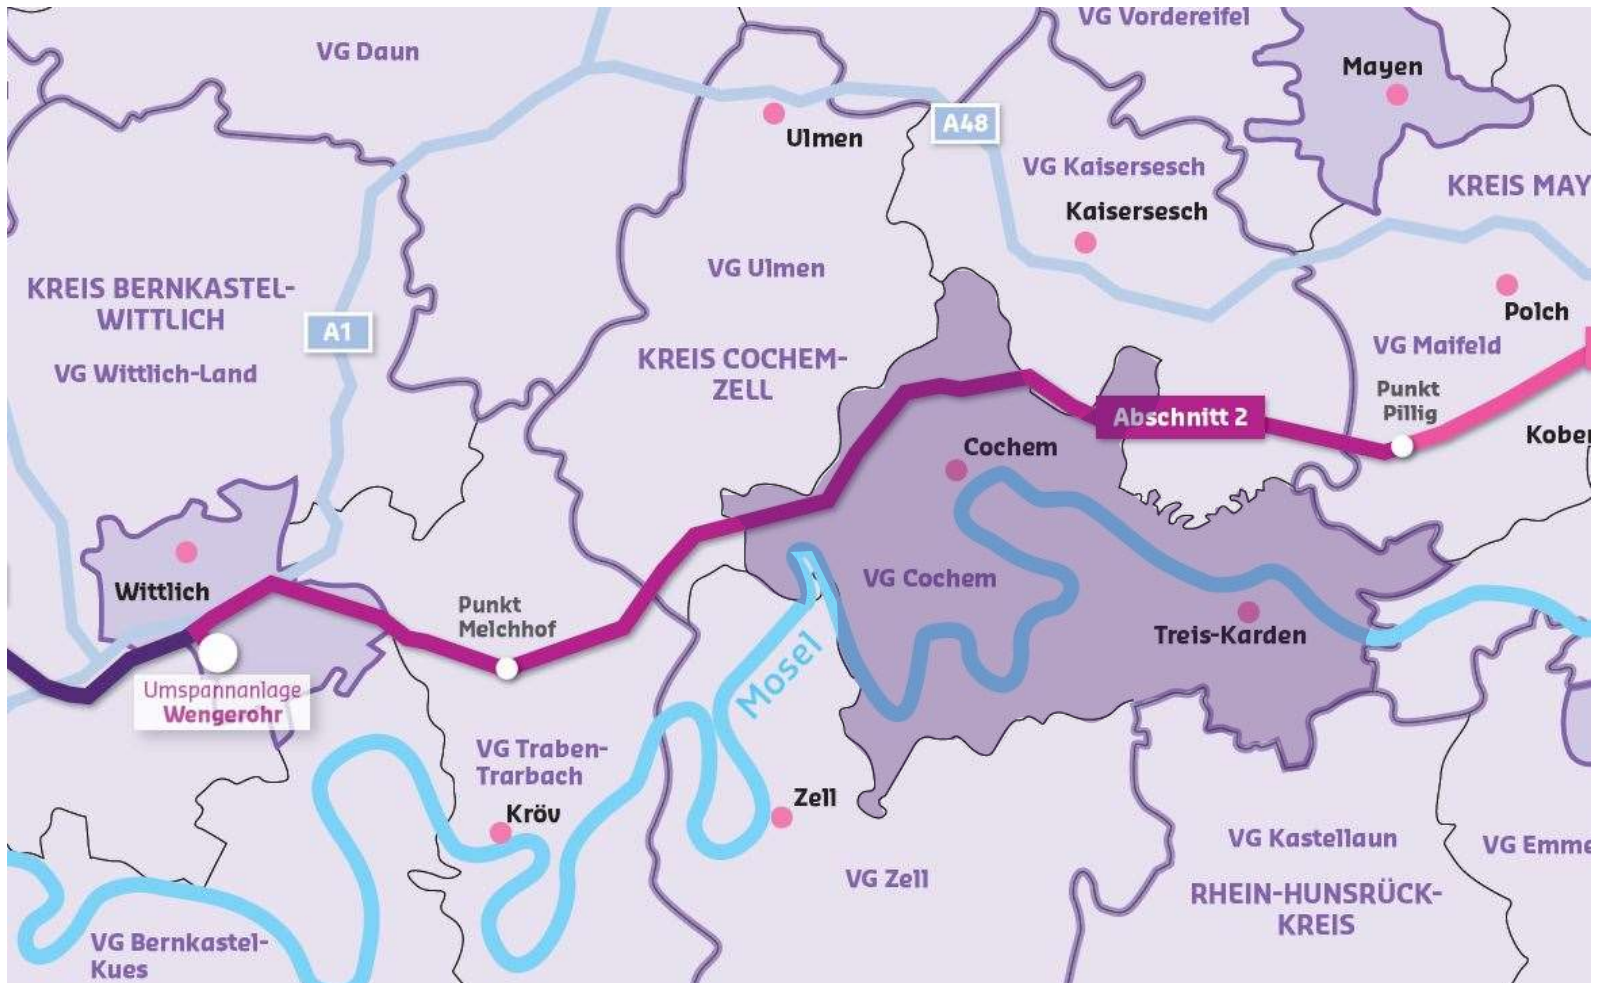 VG Vordereifel
VG Daun
Mayen
Ulmen
A48
VG Kaisersesch
KREIS MAY
Kaisersesch
VG Ulmen
KREIS BERNKASTEL-
WITTLICH
A1
VG Wittlich-Land
Polch
VG Maifeld
KREIS COCHEM-
ZELL
Punkt
Pillig
Abschnitt 2
Kober
Cochem
VG Cochem
Wittlich
Punkt
Melchhof
Treis-Karden
Mosel
Umspannanlage
Wengerohr
VG Traben-
Trarbach
Kröv
Zell
VG Kastellaun
VG Emme
VG Zell
RHEIN-HUNSRÜCK-
KREIS
VG Bernkastel-
Kues